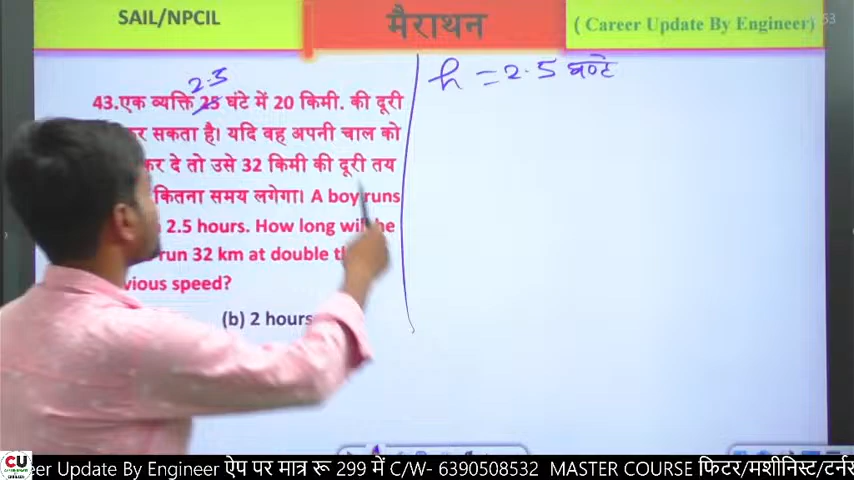 SAIL/NPCIL
मैराथन
( Career Update By Engineer)
53
h = 2.5 घण्टे
2.5
43.एक व्यक्ति 25 घंटे में 20 किमी. की दूरी
कर सकता है। यदि वह अपनी चाल को
कर दे तो उसे 32 किमी की दूरी तय
कितना समय लगेगा। A boy runs
2.5 hours. How long will he
run 32 km at double
vious speed?
(b) 2 hours
CU
eer Update By Engineer ऐप पर मात्र रू 299 में C/W- 6390508532 MASTER COURSE फिटर/मशीनिस्ट/टर्नर